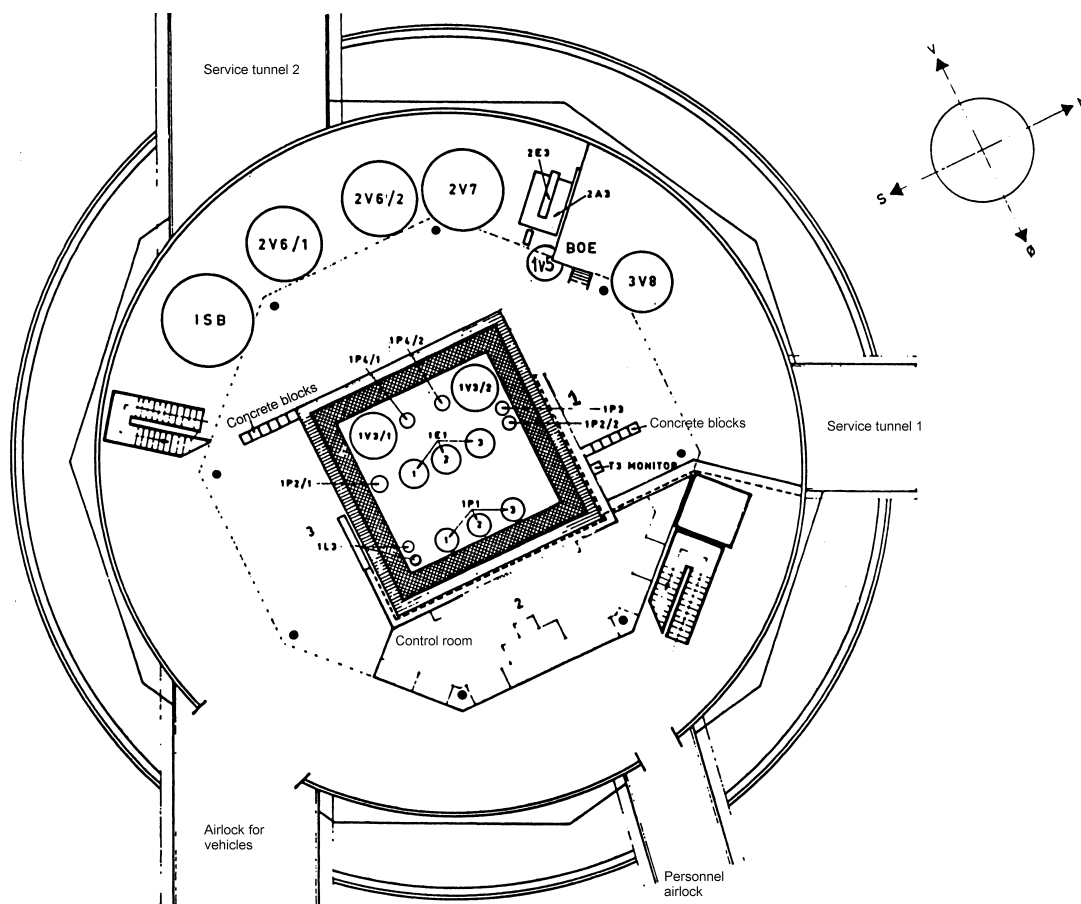 Service tunnel 2
V
S
Ø
2E3
2A3
2V6/2
2V7
2V6/1
BOE
1V5
3V8
ISB
1P4/2
1P4/1
Concrete blocks
1V3/2
1
1P3
1P2/2
Concrete blocks
Service tunnel 1
1V3/1
1E1
3
2
1
T3 MONITOR
1P2/1
1P1
3
2
1
3
1L3
2
Control room
Airlock for
vehicles
Personnel
airlock